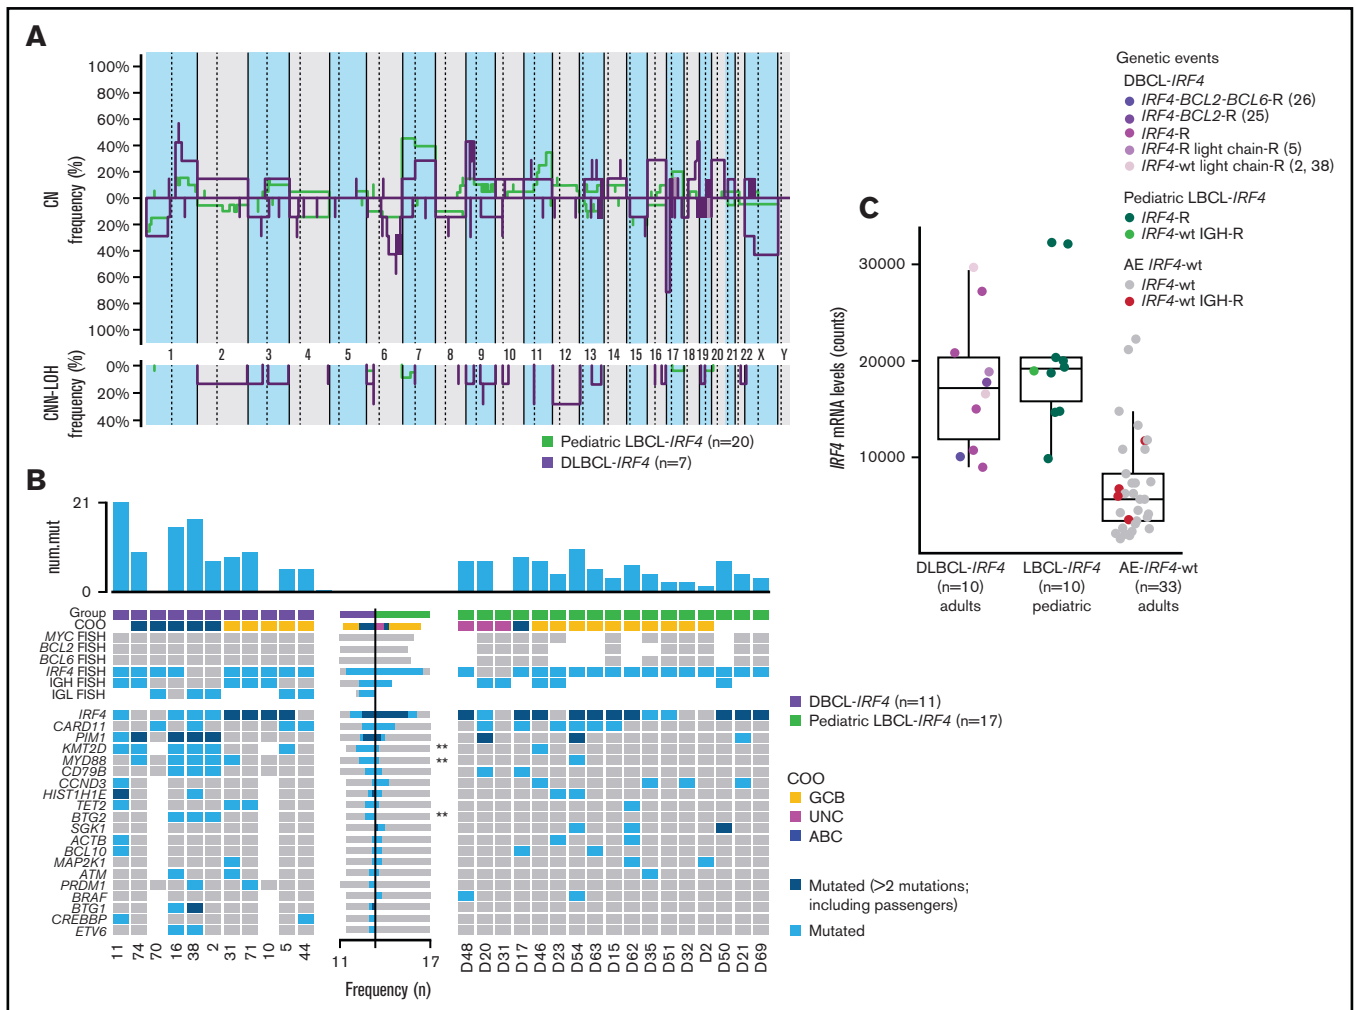 A
100%
80%
60%
40%
20%
0%
20%
40%
60%
80%
100%
CN
frequency (%)
1 2 3 4 5 6 7 8 9 10 11 12 13 14 15 16 17 18 19 20 21 22 X Y
0%
20%
40%
CNN-LOH
frequency (%)
Pediatric LBCL-IRF4 (n=20)
DLBCL-IRF4 (n=7)
B
21
0
num.mut
Group
COO
MYC FISH
BCL2 FISH
BCL6 FISH
IRF4 FISH
IGH FISH
IGL FISH
IRF4
CARD11
PIM1
KMT2D **
MYD88 **
CD79B
CCND3
HIST1H1E
TET2
BTG2 **
SGK1
ACTB
BCL10
MAP2K1
ATM
PRDM1
BRAF
BTG1
CREBBP
ETV6
11 74 70 16 38 2 31 71 10 5 44
11 17
Frequency (n)
D48 D20 D31 D17 D46 D23 D54 D63 D15 D62 D35 D51 D32 D2 D50 D21 D69
DBCL-IRF4 (n=11)
Pediatric LBCL-IRF4 (n=17)
COO
GCB
UNC
ABC
Mutated (>2 mutations;
including passengers)
Mutated
C
Genetic events
DBCL-IRF4
IRF4-BCL2-BCL6-R (26)
IRF4-BCL2-R (25)
IRF4-R
IRF4-R light chain-R (5)
IRF4-wt light chain-R (2, 38)
Pediatric LBCL-IRF4
IRF4-R
IRF4-wt IGH-R
AE IRF4-wt
IRF4-wt
IRF4-wt IGH-R
30000
20000
10000
IRF4 mRNA levels (counts)
DLBCL-IRF4
(n=10)
adults
LBCL-IRF4
(n=10)
pediatric
AE-IRF4-wt
(n=33)
adults